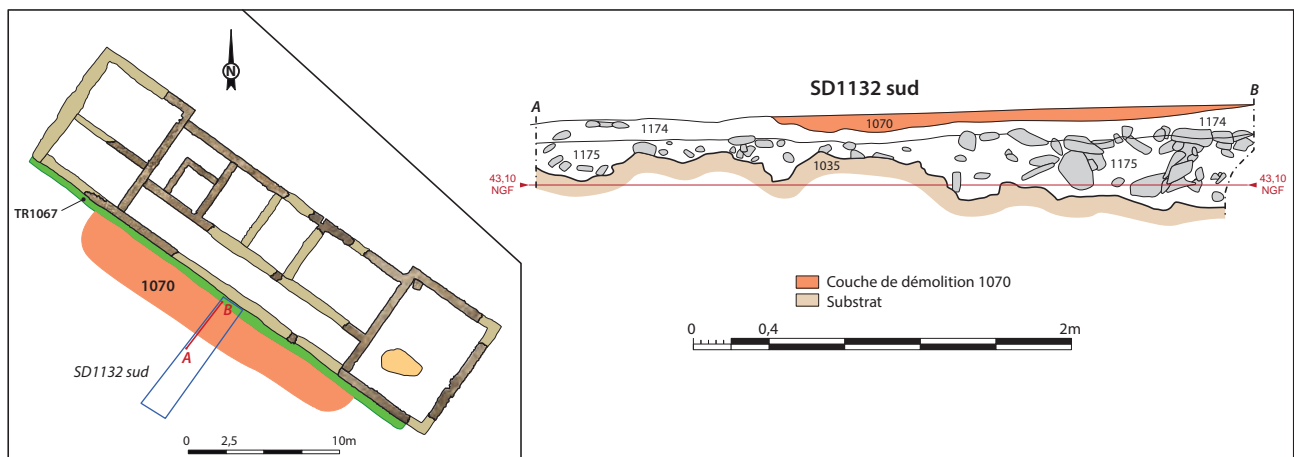 N
TR1067
1070
B
A
SD1132 sud
0 2,5 10m
SD1132 sud
A B
1174 1070 1174
1175 1035 1175
43,10 NGF 43,10 NGF
Couche de démolition 1070
Substrat
0 0,4 2m